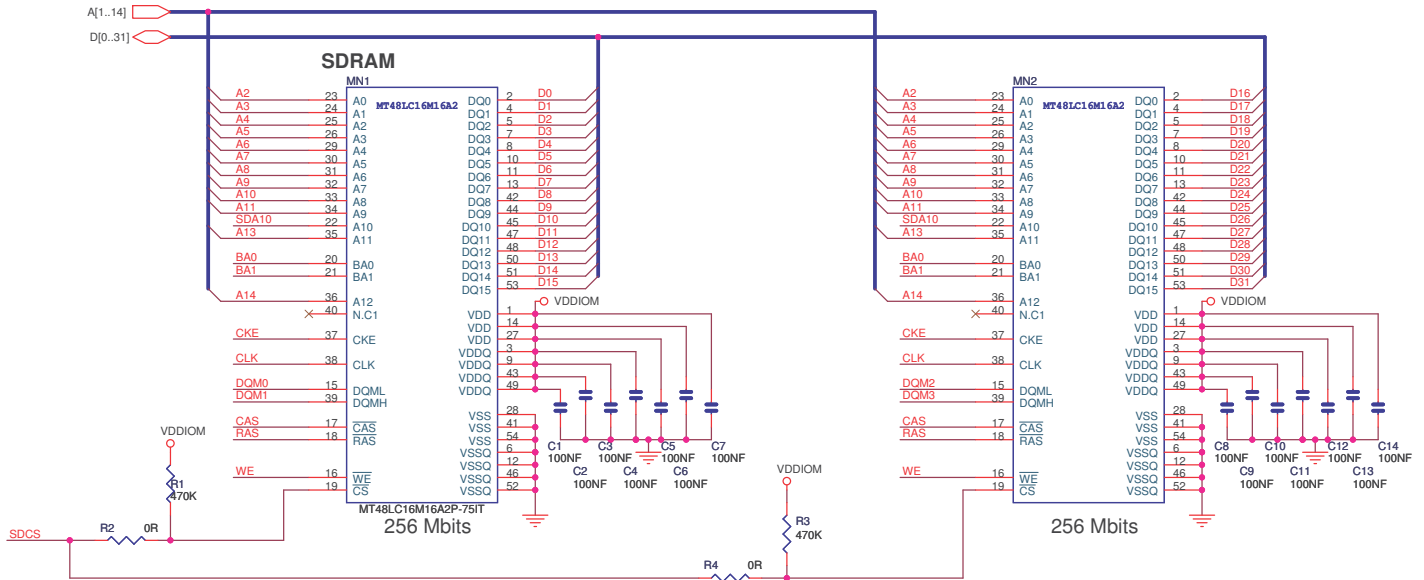 A[1..14]
D[0..31]
SDRAM
MN1
MT48LC16M16A2
A2 23 A0 DQ0 2 D0
A3 24 A1 DQ1 4 D1
A4 25 A2 DQ2 5 D2
A5 26 A3 DQ3 7 D3
A6 29 A4 DQ4 8 D4
A7 30 A5 DQ5 10 D5
A8 31 A6 DQ6 11 D6
A9 32 A7 DQ7 13 D7
A10 33 A8 DQ8 42 D8
A11 34 A9 DQ9 44 D9
SDA10 22 A10 DQ10 45 D10
A13 35 A11 DQ11 47 D11
DQ12 48 D12
BA0 20 BA0 DQ13 50 D13
BA1 21 BA1 DQ14 51 D14
DQ15 53 D15
A14 36 A12 VDDIOM
40 N.C1 VDD 1
VDD 14
CKE 37 CKE VDD 27
VDDQ 3
CLK 38 CLK VDDQ 9
VDDQ 43
DQM0 15 DQML VDDQ 49
DQM1 39 DQMH
VSS 28
CAS 17 CAS VSS 41
RAS 18 RAS VSS 54
VSSQ 6
VSSQ 12
WE 16 WE VSSQ 46
19 CS VSSQ 52
C1 C3 C5 C7
100NF 100NF 100NF 100NF
C2 C4 C6
100NF 100NF 100NF
MT48LC16M16A2P-75IT
256 Mbits
VDDIOM
R1
470K
R2 0R
SDCS
MN2
MT48LC16M16A2
A2 23 A0 DQ0 2 D16
A3 24 A1 DQ1 4 D17
A4 25 A2 DQ2 5 D18
A5 26 A3 DQ3 7 D19
A6 29 A4 DQ4 8 D20
A7 30 A5 DQ5 10 D21
A8 31 A6 DQ6 11 D22
A9 32 A7 DQ7 13 D23
A10 33 A8 DQ8 42 D24
A11 34 A9 DQ9 44 D25
SDA10 22 A10 DQ10 45 D26
A13 35 A11 DQ11 47 D27
DQ12 48 D28
BA0 20 BA0 DQ13 50 D29
BA1 21 BA1 DQ14 51 D30
DQ15 53 D31
A14 36 A12 VDDIOM
40 N.C1 VDD 1
VDD 14
CKE 37 CKE VDD 27
VDDQ 3
CLK 38 CLK VDDQ 9
VDDQ 43
DQM2 15 DQML VDDQ 49
DQM3 39 DQMH
VSS 28
CAS 17 CAS VSS 41
RAS 18 RAS VSS 54
VSSQ 6
VSSQ 12
WE 16 WE VSSQ 46
19 CS VSSQ 52
C8 C10 C12 C14
100NF 100NF 100NF 100NF
C9 C11 C13
100NF 100NF 100NF
256 Mbits
VDDIOM
R3
470K
R4 0R